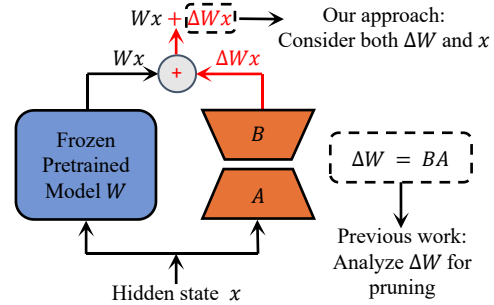 Wx + ΔWx
Our approach:
Consider both ΔW and x
Wx
+
ΔWx
Frozen
Pretrained
Model W
B
A
ΔW = BA
Previous work:
Analyze ΔW for
pruning
Hidden state x